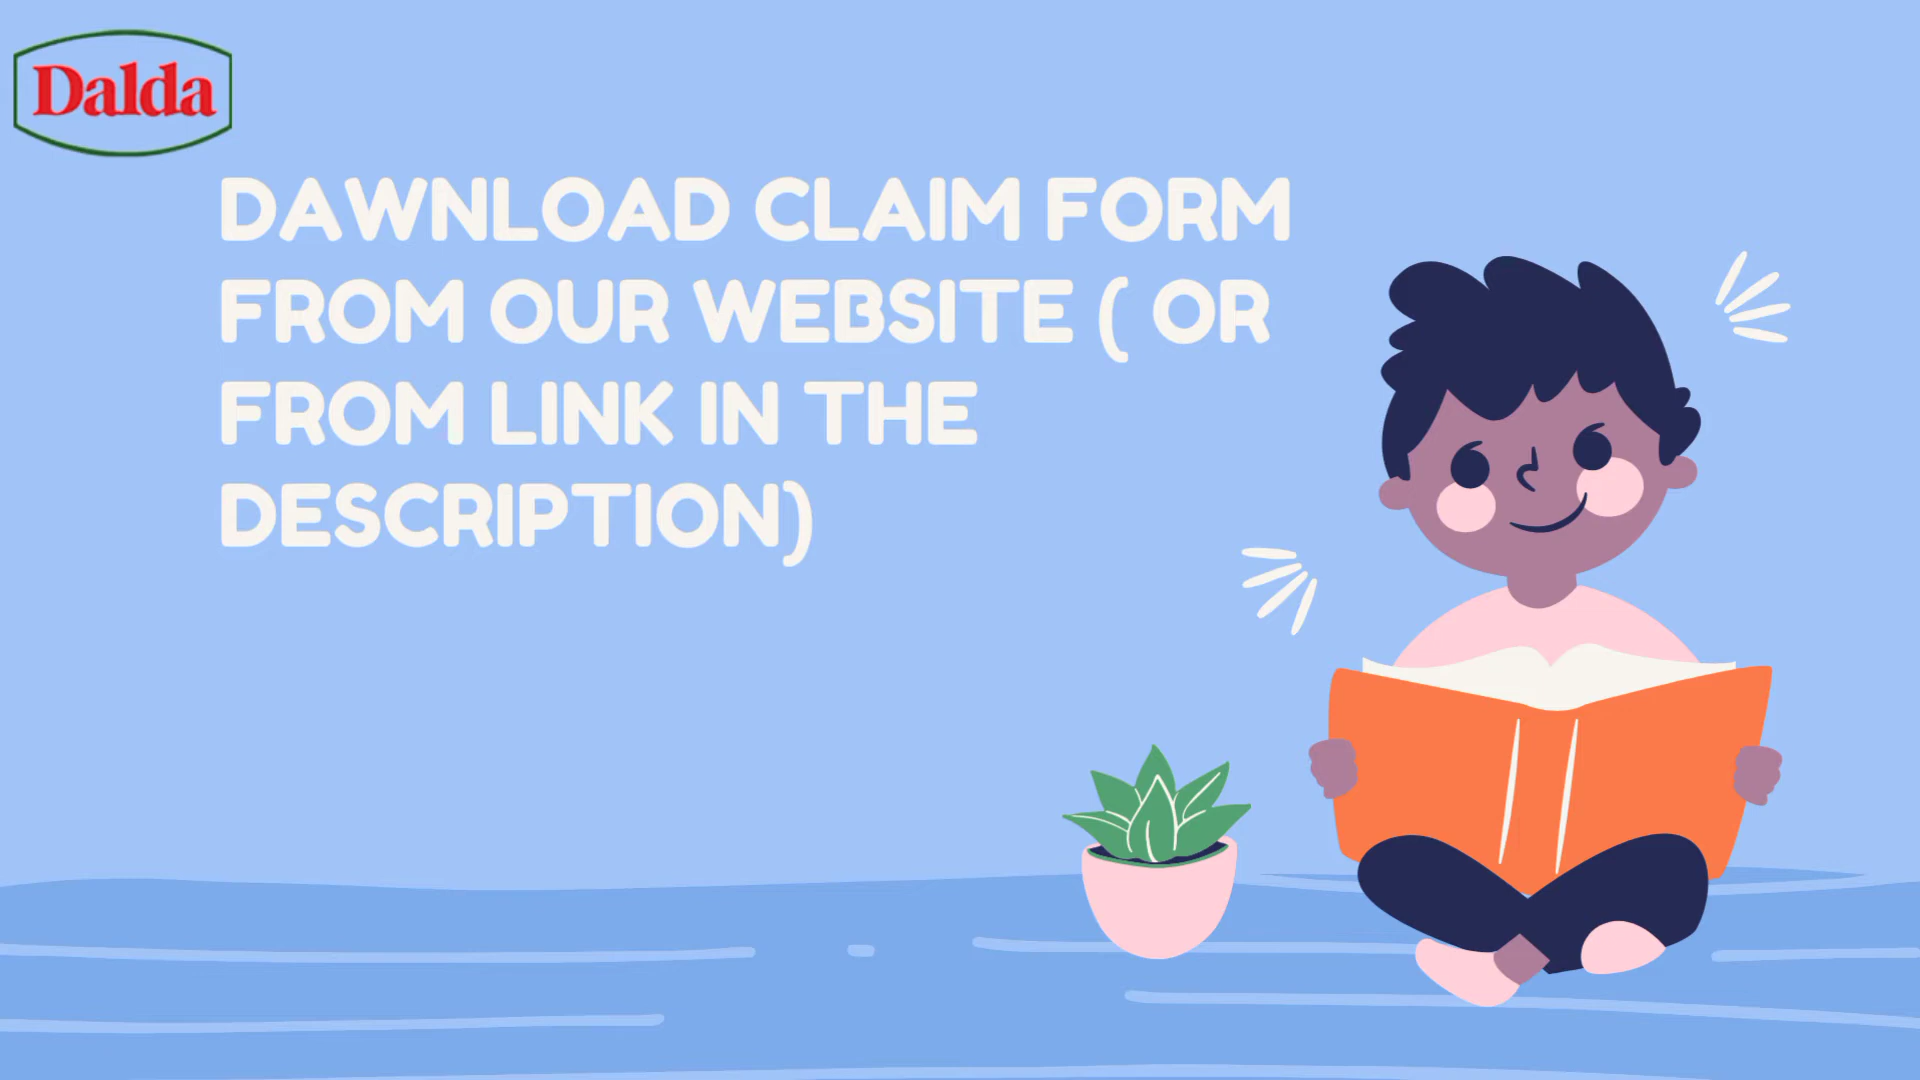 Dalda
DAWNLOAD CLAIM FORM
FROM OUR WEBSITE ( OR
FROM LINK IN THE
DESCRIPTION)